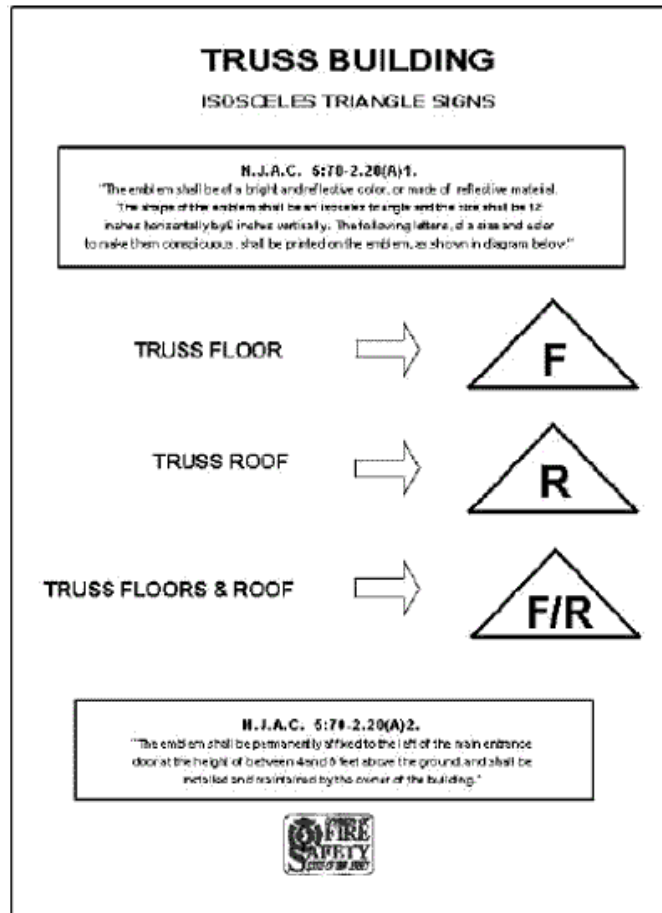 TRUSS BUILDING
ISOSCELES TRIANGLE SIGNS
N.J.A.C. 5:70-2.20(A)1.
"The emblem shall be of a bright and reflective color, or made of reflective material.
The shape of the emblem shall be an isosceles triangle and the size shall be 12
inches horizontally by 6 inches vertically. The following letters, of a size and color
to make them conspicuous, shall be printed on the emblem, as shown in diagram below."
TRUSS FLOOR
F
TRUSS ROOF
R
TRUSS FLOORS & ROOF
F/R
N.J.A.C. 5:70-2.20(A)2.
"The emblem shall be permanently affixed to the left of the main entrance
door at the height of between 4 and 6 feet above the ground, and shall be
installed and maintained by the owner of the building."
FIRE
SAFETY